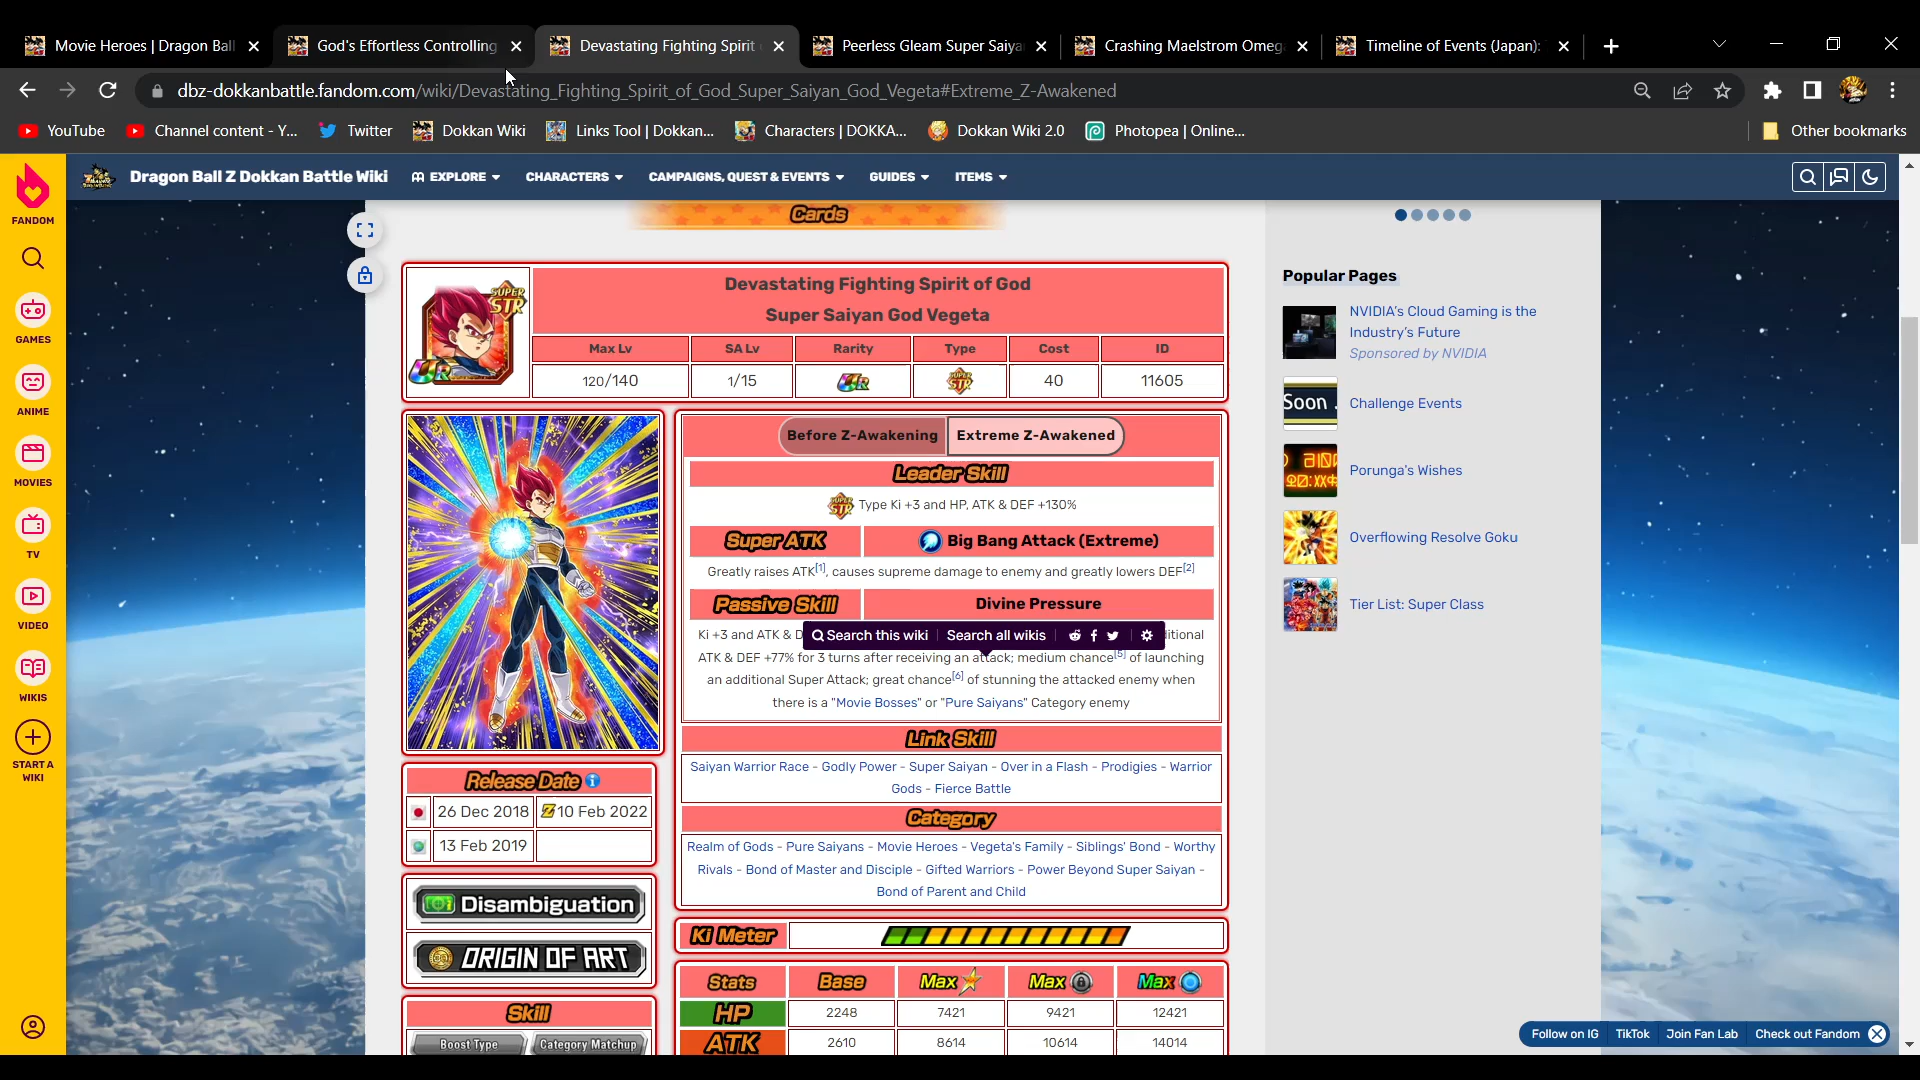 Movie Heroes | Dragon Ball
God's Effortless Controlling
Devastating Fighting Spirit
Peerless Gleam Super Saiya
Crashing Maelstrom Omeg
Timeline of Events (Japan):
dbz-dokkanbattle.fandom.com/wiki/Devastating_Fighting_Spirit_of_God_Super_Saiyan_God_Vegeta#Extreme_Z-Awakened
YouTube
Channel content - Y...
Twitter
Dokkan Wiki
Links Tool | Dokkan...
Characters | DOKKA...
Dokkan Wiki 2.0
Photopea | Online...
Other bookmarks
FANDOM
GAMES
ANIME
MOVIES
TV
VIDEO
WIKIS
START A
WIKI
Dragon Ball Z Dokkan Battle Wiki
EXPLORE
CHARACTERS
CAMPAIGNS, QUEST & EVENTS
GUIDES
ITEMS
Cards
SUPER
STR
UR
Devastating Fighting Spirit of God
Super Saiyan God Vegeta
Max Lv SA Lv Rarity Type Cost ID
120/140 1/15 UR SUPER STR 40 11605
Before Z-Awakening
Extreme Z-Awakened
Leader Skill
SUPER STR Type Ki +3 and HP, ATK & DEF +130%
Super ATK
Big Bang Attack (Extreme)
Greatly raises ATK[1], causes supreme damage to enemy and greatly lowers DEF[2]
Passive Skill
Divine Pressure
Ki +3 and ATK & D
Search this wiki
Search all wikis
itional
ATK & DEF +77% for 3 turns after receiving an attack; medium chance[5] of launching
an additional Super Attack; great chance[6] of stunning the attacked enemy when
there is a "Movie Bosses" or "Pure Saiyans" Category enemy
Link Skill
Saiyan Warrior Race - Godly Power - Super Saiyan - Over in a Flash - Prodigies - Warrior
Gods - Fierce Battle
Category
Realm of Gods - Pure Saiyans - Movie Heroes - Vegeta's Family - Siblings' Bond - Worthy
Rivals - Bond of Master and Disciple - Gifted Warriors - Power Beyond Super Saiyan -
Bond of Parent and Child
Ki Meter
Stats Base Max Max Max
HP 2248 7421 9421 12421
ATK 2610 8614 10614 14014
Release Date
26 Dec 2018 Z 10 Feb 2022
13 Feb 2019
Disambiguation
ORIGIN OF ART
Skill
Boost Type
Category Matchup
Popular Pages
NVIDIA's Cloud Gaming is the
Industry's Future
Sponsored by NVIDIA
Soon
Challenge Events
Porunga's Wishes
Overflowing Resolve Goku
Tier List: Super Class
Follow on IG
TikTok
Join Fan Lab
Check out Fandom